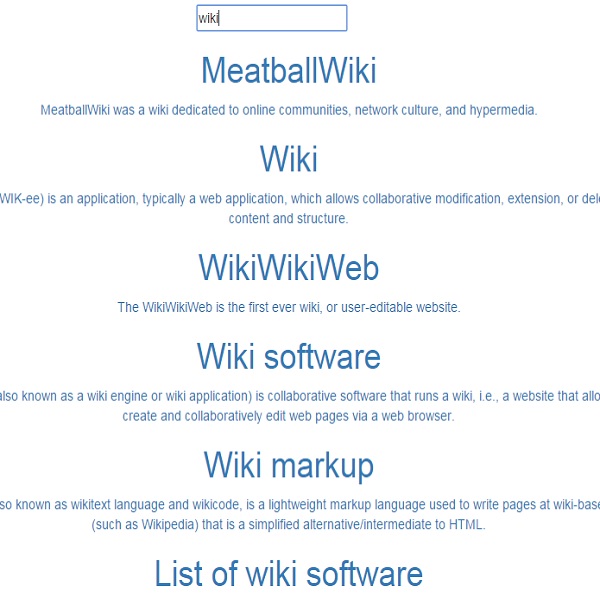 wiki
MeatballWiki
MeatballWiki was a wiki dedicated to online communities, network culture, and hypermedia.
Wiki
WIK-ee) is an application, typically a web application, which allows collaborative modification, extension, or
content and structure.
WikiWikiWeb
The WikiWikiWeb is the first ever wiki, or user-editable website.
Wiki software
also known as a wiki engine or wiki application) is collaborative software that runs a wiki, i.e., a website that
create and collaboratively edit web pages via a web browser.
Wiki markup
known as wikitext language and wikicode, is a lightweight markup language used to write pages at
(such as Wikipedia) that is a simplified alternative/intermediate to HTML.
List of wiki software